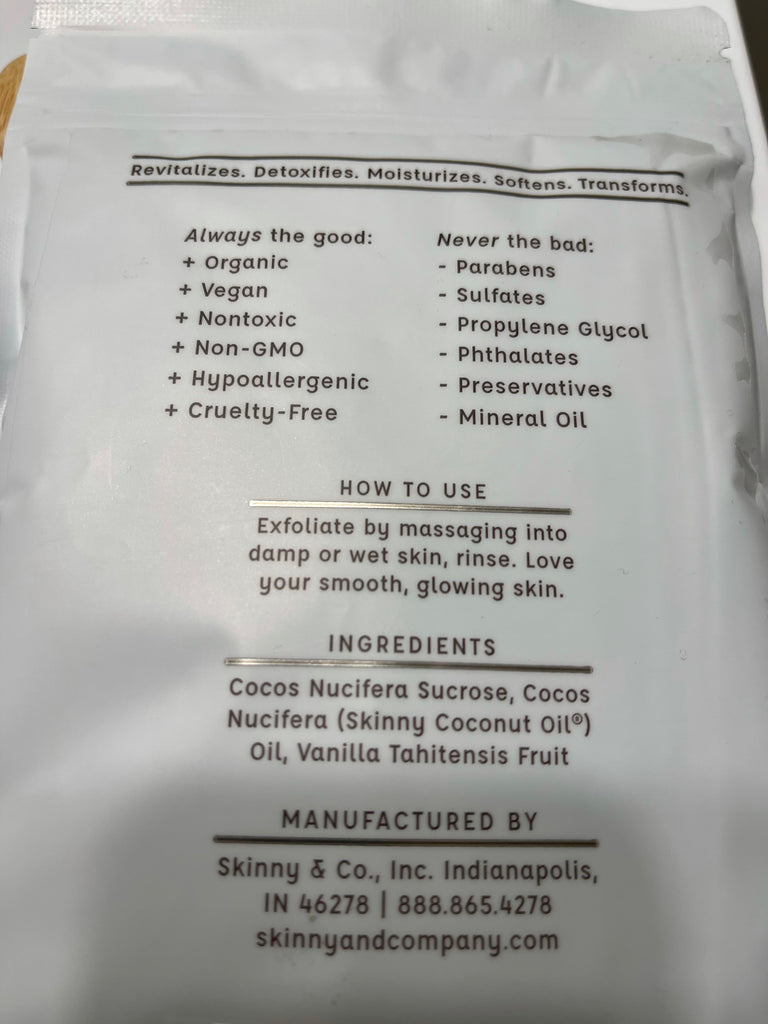 Revitalizes. Detoxifies. Moisturizes. Softens. Transforms.
Always the good:
+ Organic
+ Vegan
+ Nontoxic
+ Non-GMO
+ Hypoallergenic
+ Cruelty-Free
Never the bad:
- Parabens
- Sulfates
- Propylene Glycol
- Phthalates
- Preservatives
- Mineral Oil
HOW TO USE
Exfoliate by massaging into
damp or wet skin, rinse. Love
your smooth, glowing skin.
INGREDIENTS
Cocos Nucifera Sucrose, Cocos
Nucifera (Skinny Coconut Oil®)
Oil, Vanilla Tahitensis Fruit
MANUFACTURED BY
Skinny & Co., Inc. Indianapolis,
IN 46278 | 888.865.4278
skinnyandcompany.com